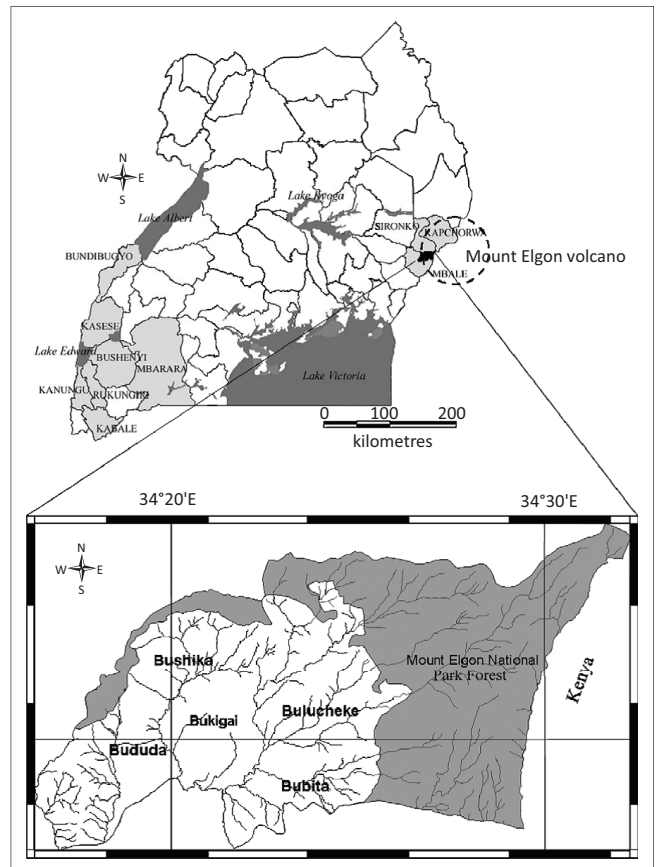 N
W E
S
Lake Albert
Lake Kyoga
SIRONKO
KAPCHORWA
Mount Elgon volcano
MBALE
BUNDIBUGYO
KASESE
Lake Edward
BUSHENYI
MBARARA
Lake Victoria
KANUNGU
RUKUNGIRI
KABALE
0 100 200
kilometres
34°20'E 34°30'E
N
W E
S
Bushika
Mount Elgon National
Park Forest
Kenya
Bukigai
Bulucheke
Bududa
Bubita